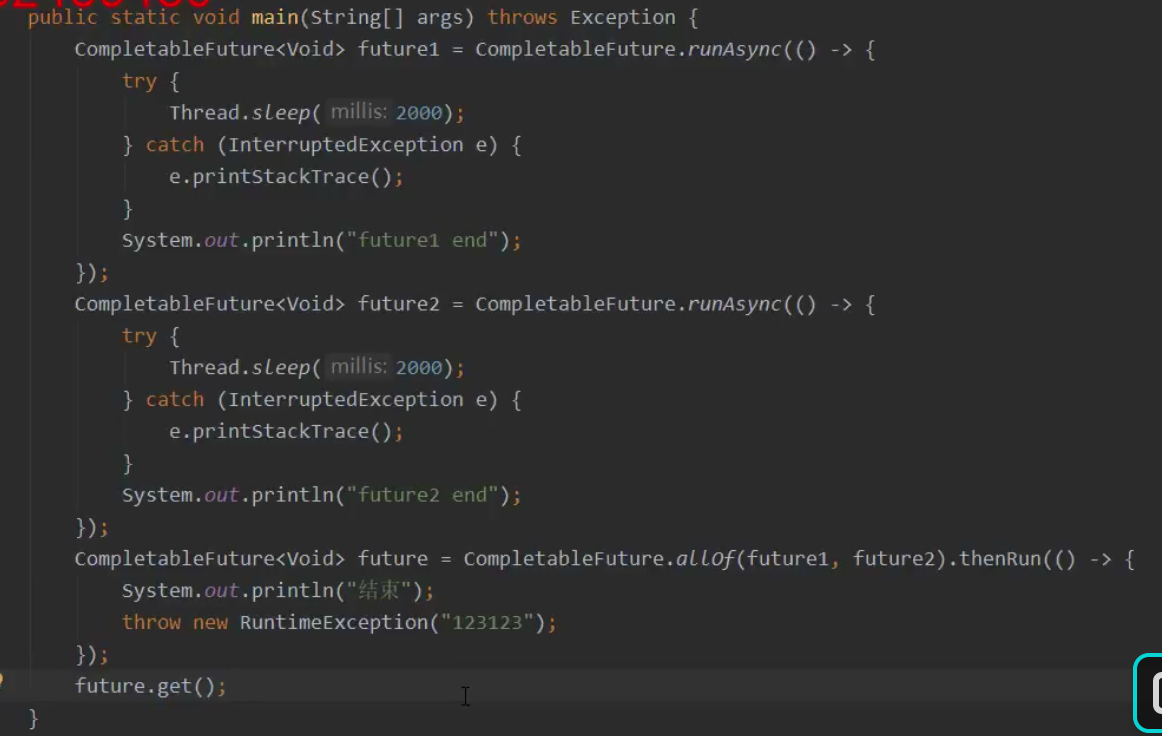 public static void main(String[] args) throws Exception {
CompletableFuture<Void> future1 = CompletableFuture.runAsync(() -> {
try {
Thread.sleep( millis: 2000);
} catch (InterruptedException e) {
e.printStackTrace();
}
System.out.println("future1 end");
});
CompletableFuture<Void> future2 = CompletableFuture.runAsync(() -> {
try {
Thread.sleep( millis: 2000);
} catch (InterruptedException e) {
e.printStackTrace();
}
System.out.println("future2 end");
});
CompletableFuture<Void> future = CompletableFuture.allOf(future1, future2).thenRun(() -> {
System.out.println("结束");
throw new RuntimeException("123123");
});
future.get();
}